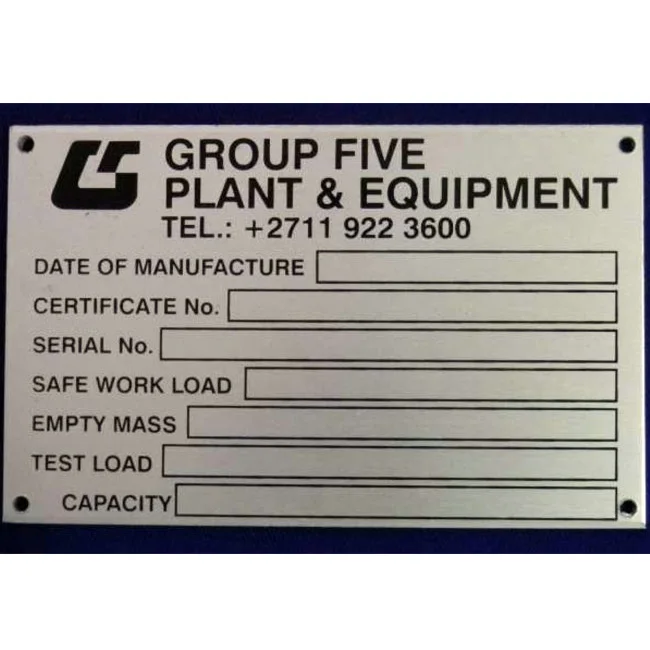 GROUP FIVE
PLANT & EQUIPMENT
TEL.: +2711 922 3600
DATE OF MANUFACTURE
CERTIFICATE No.
SERIAL No.
SAFE WORK LOAD
EMPTY MASS
TEST LOAD
CAPACITY